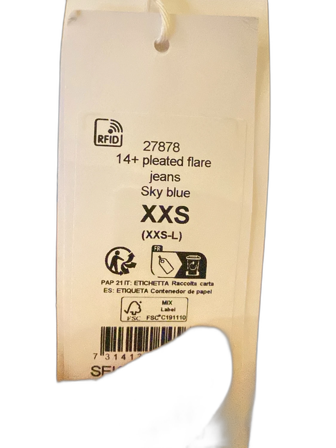 RFID
27878
14+ pleated flare
jeans
Sky blue
XXS
(XXS-L)
FR
PAP 21 IT: ETICHETTA Raccolta carta
ES: ETIQUETA Contenedor de papel
FSC
MIX
Label
FSC® C191110